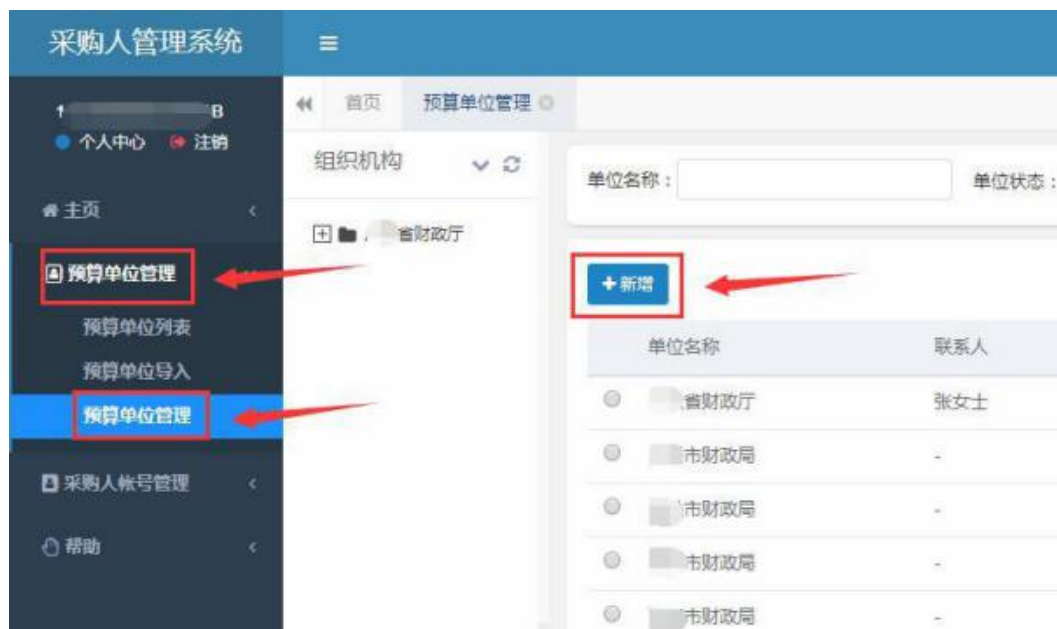 采购人管理系统
1 B
个人中心 注销
主页
预算单位管理
预算单位列表
预算单位导入
预算单位管理
采购人帐号管理
帮助
首页 预算单位管理
组织机构
省财政厅
单位名称： 单位状态：
+新增
单位名称 联系人
省财政厅 张女士
市财政局 -
市财政局 -
市财政局 -
市财政局 -